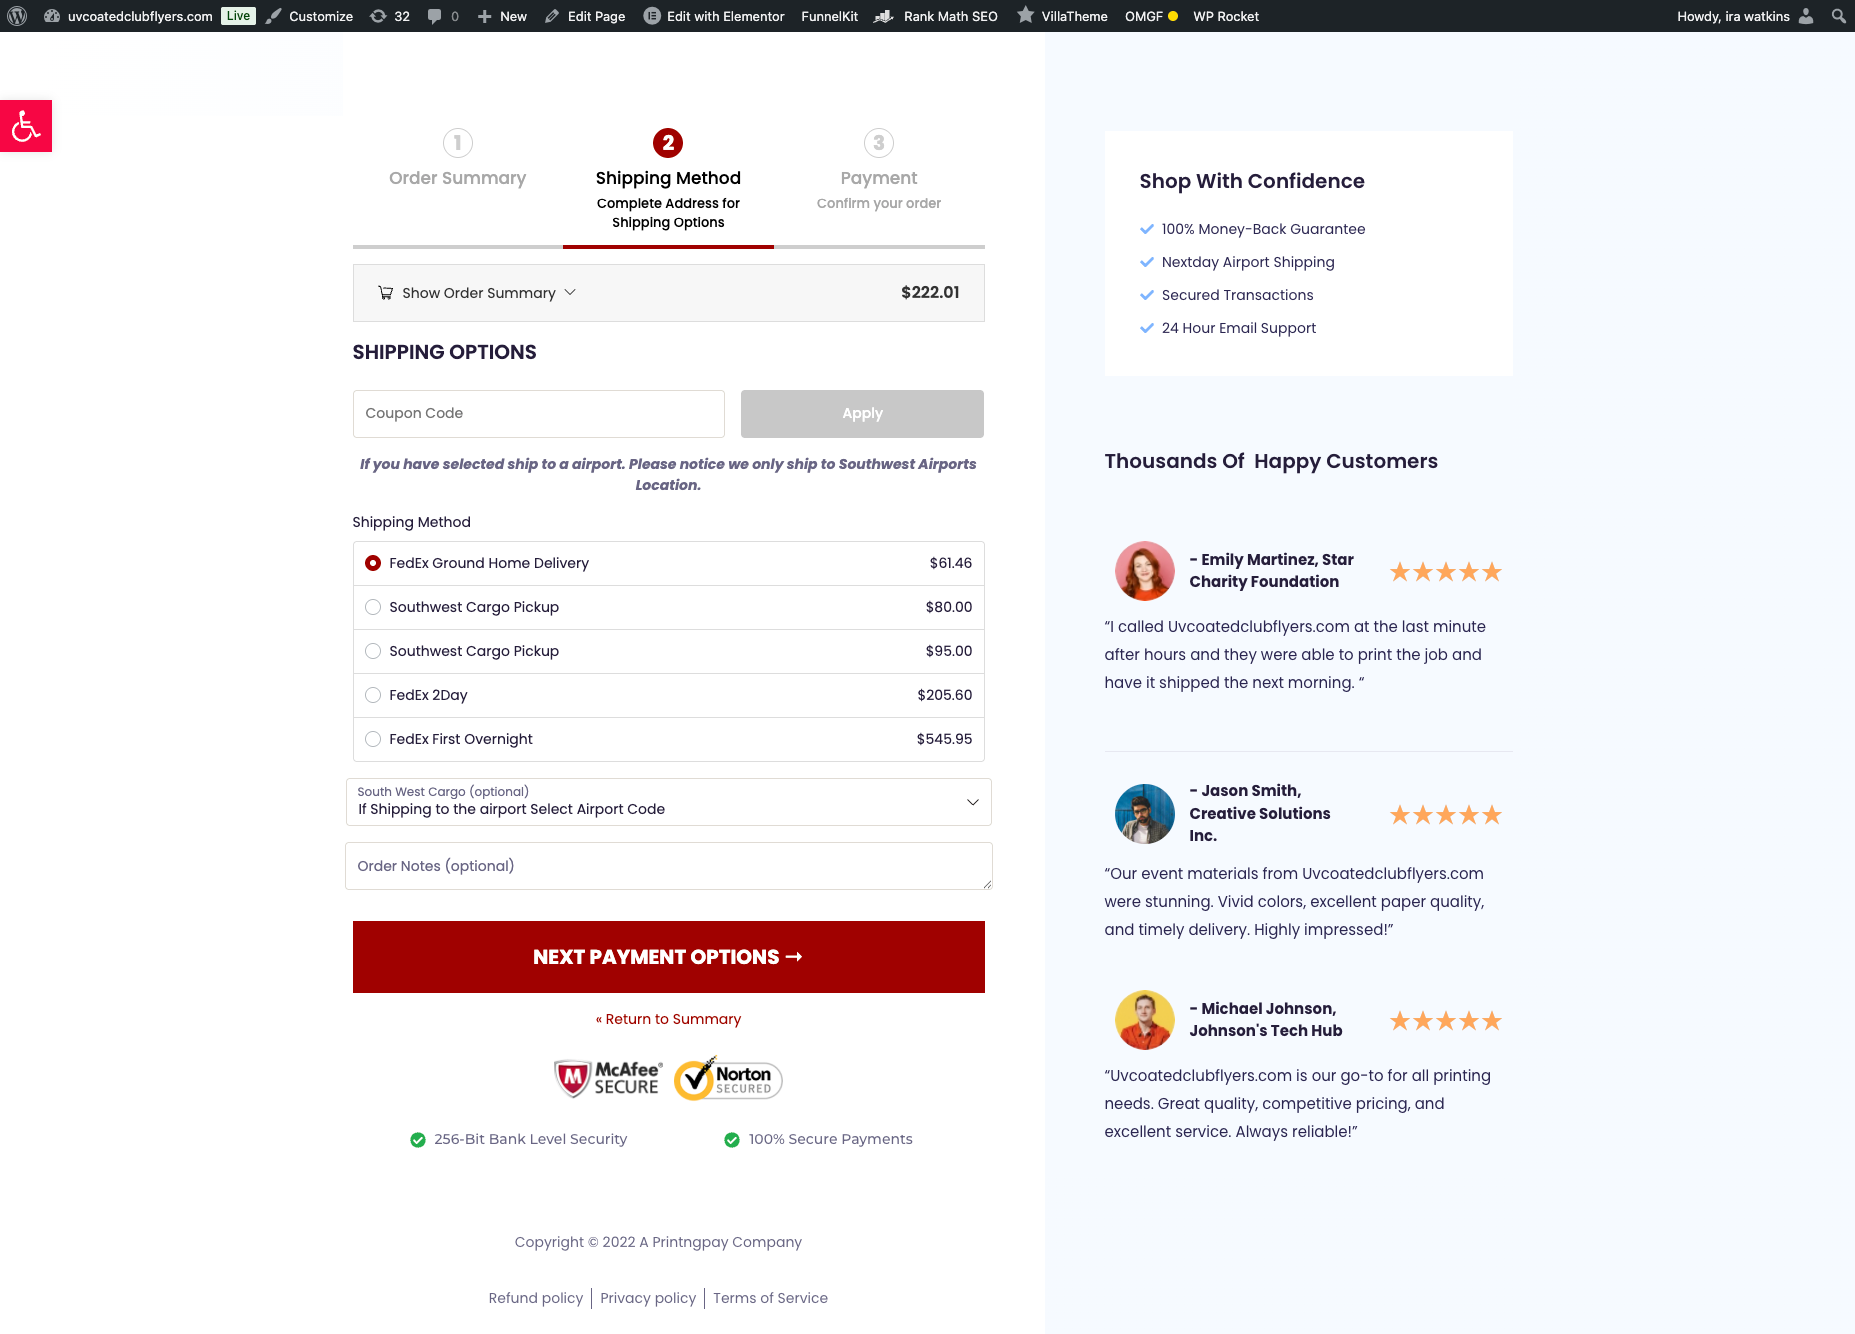 uvcoatedclubflyers.com Live Customize 32 0 New Edit Page Edit with Elementor FunnelKit Rank Math SEO VillaTheme OMGF WP Rocket Howdy, ira watkins
1 2 3
Order Summary Shipping Method Payment
Complete Address for
Shipping Options
Confirm your order
Show Order Summary $222.01
SHIPPING OPTIONS
Coupon Code Apply
If you have selected ship to a airport. Please notice we only ship to Southwest Airports
Location.
Shipping Method
FedEx Ground Home Delivery $61.46
Southwest Cargo Pickup $80.00
Southwest Cargo Pickup $95.00
FedEx 2Day $205.60
FedEx First Overnight $545.95
South West Cargo (optional)
If Shipping to the airport Select Airport Code
Order Notes (optional)
NEXT PAYMENT OPTIONS →
« Return to Summary
McAfee®
SECURE
Norton
SECURED
256-Bit Bank Level Security 100% Secure Payments
Copyright © 2022 A Printngpay Company
Refund policy Privacy policy Terms of Service
Shop With Confidence
100% Money-Back Guarantee
Nextday Airport Shipping
Secured Transactions
24 Hour Email Support
Thousands Of Happy Customers
- Emily Martinez, Star
Charity Foundation
“I called Uvcoatedclubflyers.com at the last minute
after hours and they were able to print the job and
have it shipped the next morning. “
- Jason Smith,
Creative Solutions
Inc.
“Our event materials from Uvcoatedclubflyers.com
were stunning. Vivid colors, excellent paper quality,
and timely delivery. Highly impressed!”
- Michael Johnson,
Johnson's Tech Hub
“Uvcoatedclubflyers.com is our go-to for all printing
needs. Great quality, competitive pricing, and
excellent service. Always reliable!”